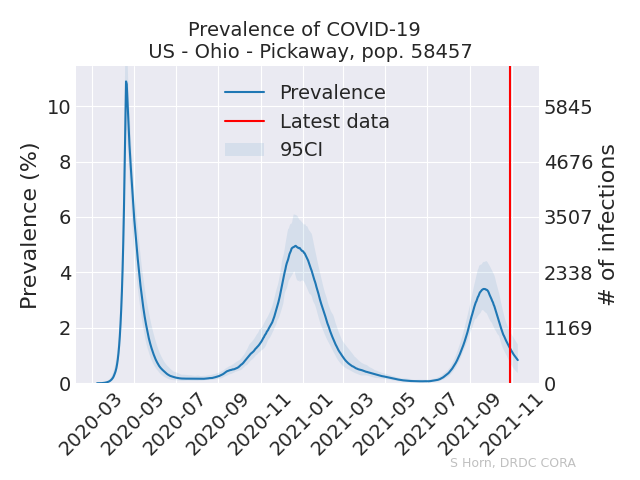 Prevalence of COVID-19
US - Ohio - Pickaway, pop. 58457
Prevalence
Latest data
95CI
Prevalence (%)
10
8
6
4
2
0
5845
4676
3507
2338
1169
0
# of infections
2020-03
2020-05
2020-07
2020-09
2020-11
2021-01
2021-03
2021-05
2021-07
2021-09
2021-11
S Horn, DRDC CORA